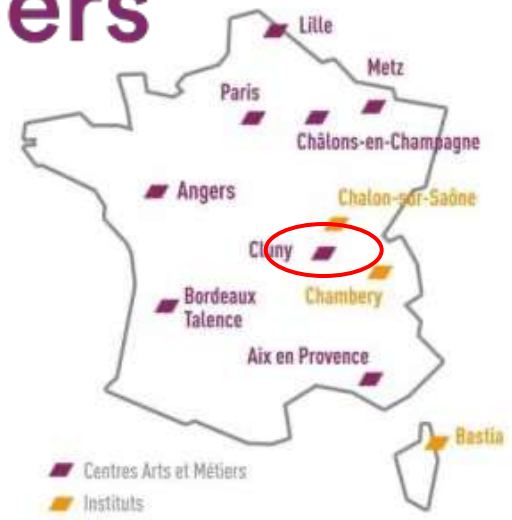 ers
Lille
Metz
Paris
Châlons-en-Champagne
Angers
Chalon-sur-Saône
Cluny
Chambery
Bordeaux
Talence
Aix en Provence
Bastia
Centres Arts et Métiers
Instituts